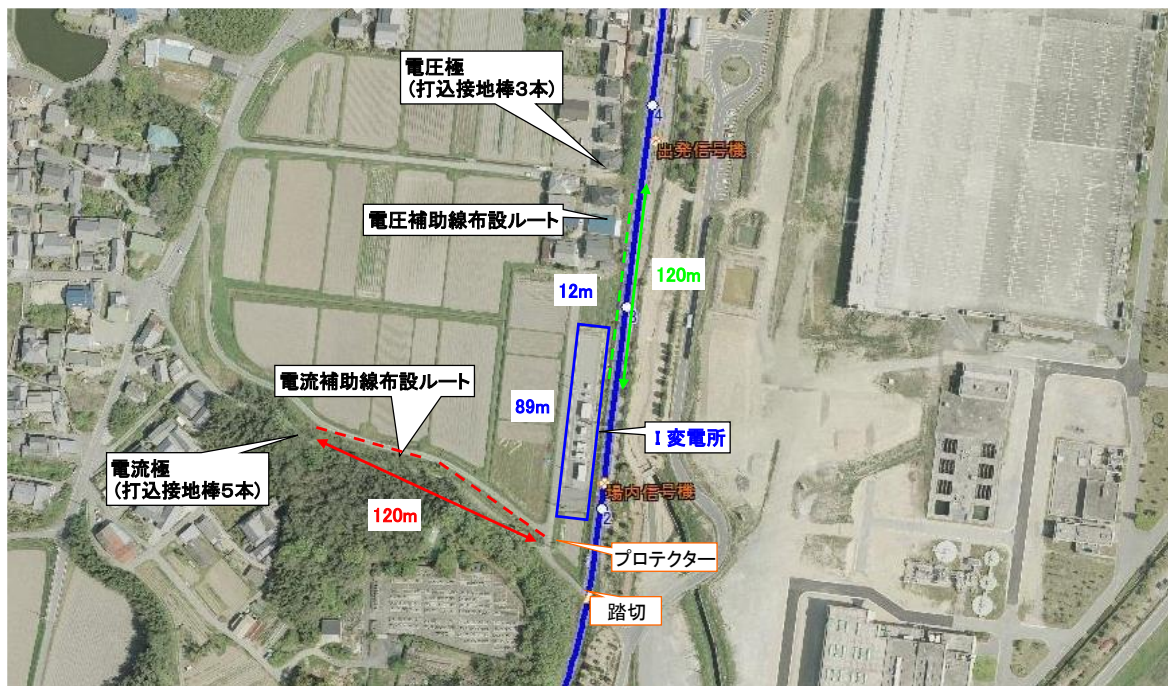 電圧極
(打込接地棒3本)
4
出発信号機
電圧補助線布設ルート
120m
12m
3
電流補助線布設ルート
89m
I 変電所
電流極
(打込接地棒5本)
場内信号機
120m
2
プロテクター
踏切